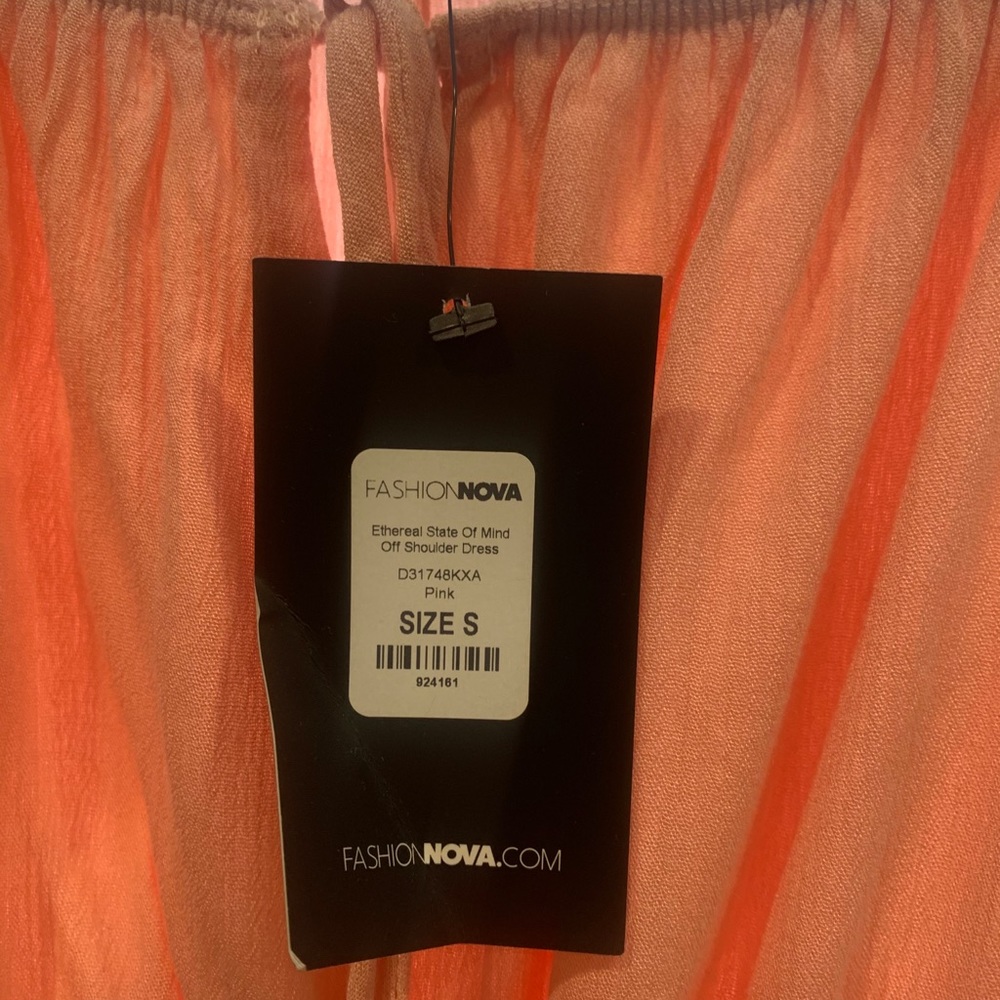 FASHIONNOVA
Ethereal State Of Mind
Off Shoulder Dress
D31748KXA
Pink
SIZE S
924161
FASHIONNOVA.COM